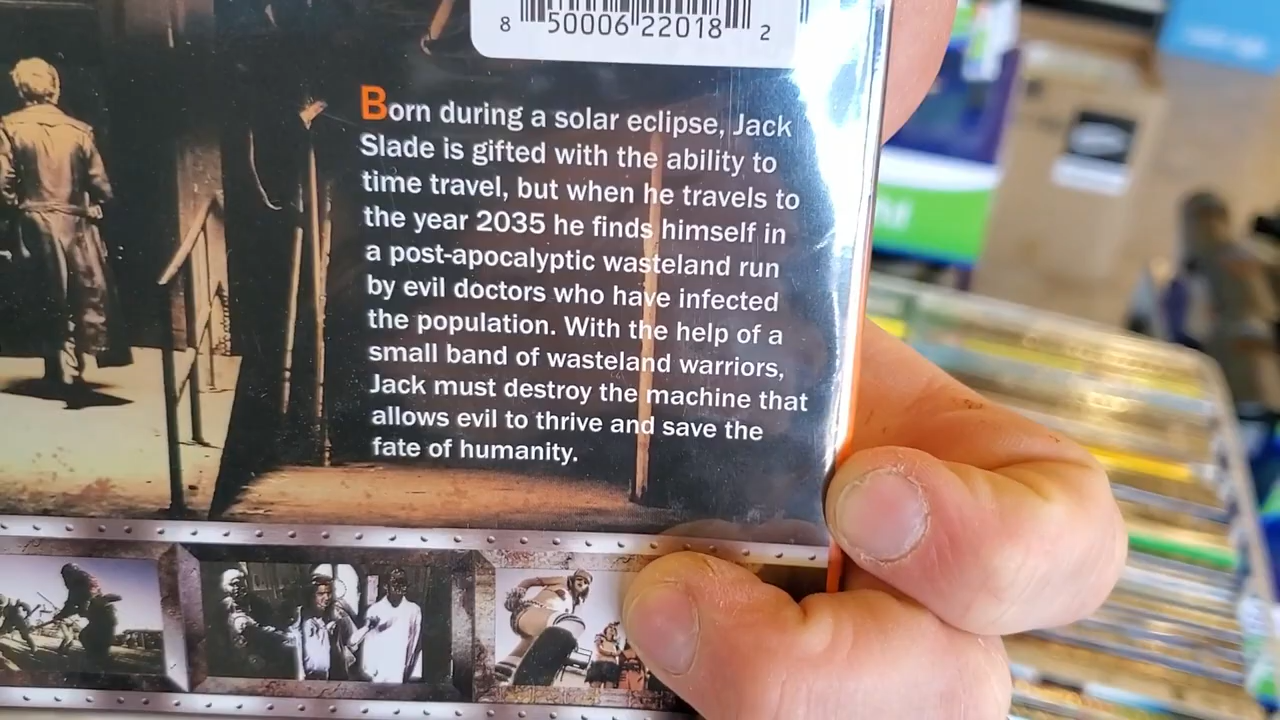 8 50006 22018 2
Born during a solar eclipse, Jack
Slade is gifted with the ability to
time travel, but when he travels to
the year 2035 he finds himself in
a post-apocalyptic wasteland run
by evil doctors who have infected
the population. With the help of a
small band of wasteland warriors,
Jack must destroy the machine that
allows evil to thrive and save the
fate of humanity.